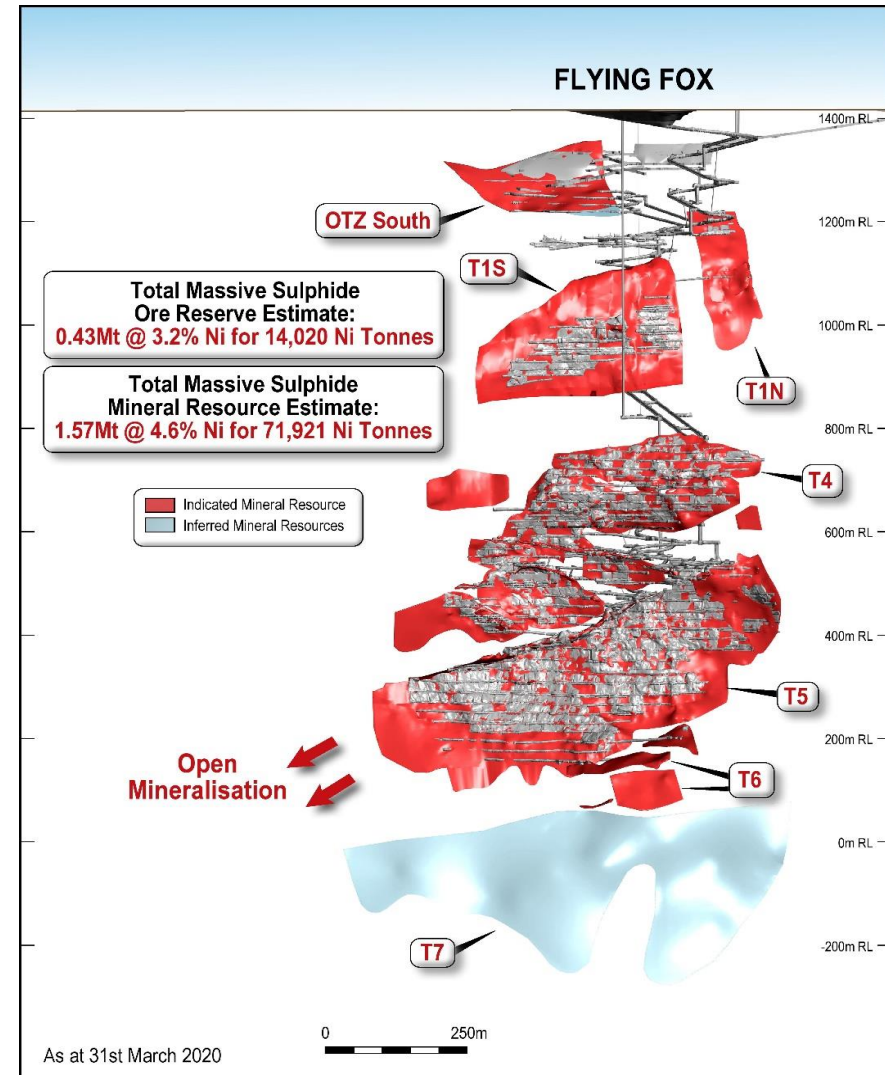 FLYING FOX
1400m RL
OTZ South
1200m RL
T1S
Total Massive Sulphide
Ore Reserve Estimate:
0.43Mt @ 3.2% Ni for 14,020 Ni Tonnes
1000m RL
Total Massive Sulphide
Mineral Resource Estimate:
1.57Mt @ 4.6% Ni for 71,921 Ni Tonnes
T1N
800m RL
T4
Indicated Mineral Resource
Inferred Mineral Resources
600m RL
400m RL
T5
200m RL
Open
Mineralisation
T6
0m RL
T7
-200m RL
0 250m
As at 31st March 2020